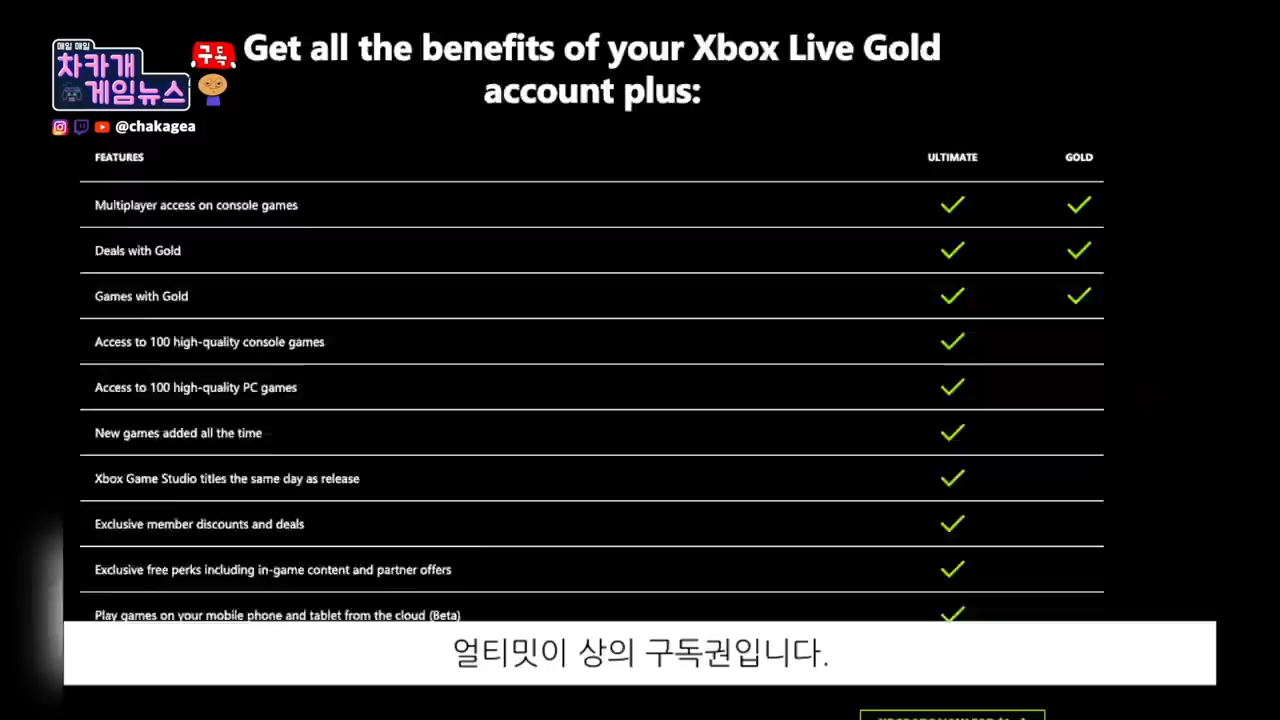 매일 매일
차카개
게임뉴스
구독
@chakagea
Get all the benefits of your Xbox Live Gold
account plus:
FEATURES ULTIMATE GOLD
Multiplayer access on console games
Deals with Gold
Games with Gold
Access to 100 high-quality console games
Access to 100 high-quality PC games
New games added all the time
Xbox Game Studio titles the same day as release
Exclusive member discounts and deals
Exclusive free perks including in-game content and partner offers
Play games on your mobile phone and tablet from the cloud (Beta)
얼티밋이 상의 구독권입니다.